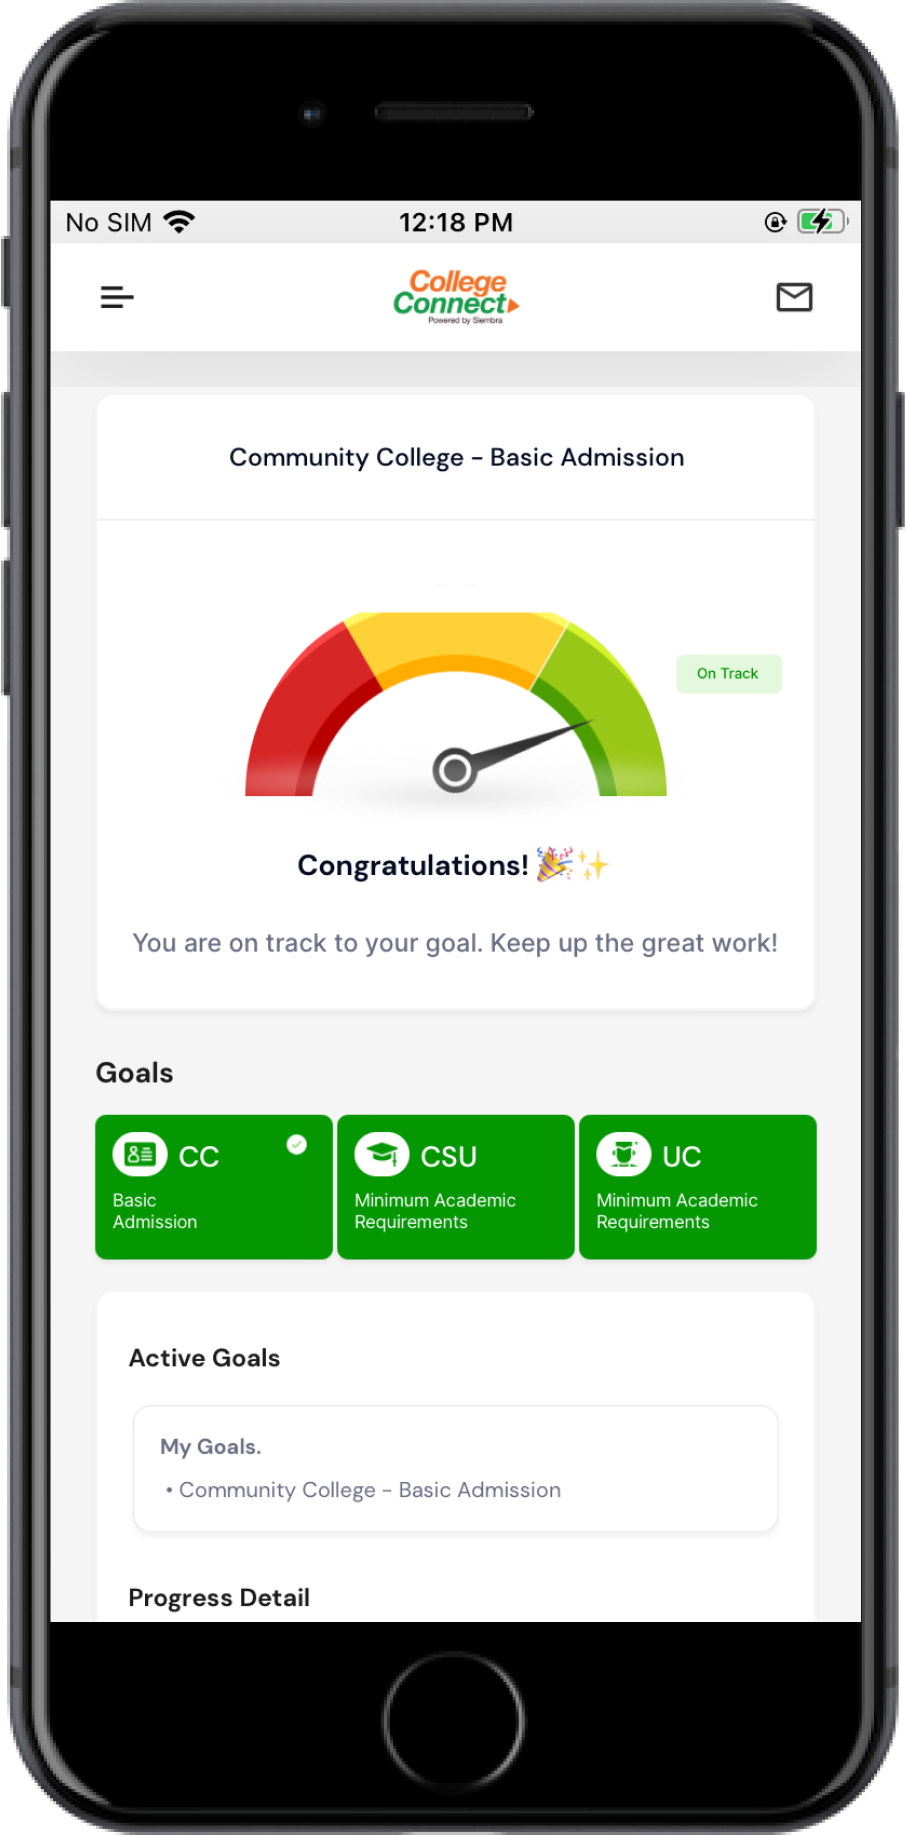 No SIM
12:18 PM
College
Connect
Powered by Siembra
Community College - Basic Admission
On Track
Congratulations! 🎉✨
You are on track to your goal. Keep up the great work!
Goals
CC
Basic
Admission
CSU
Minimum Academic
Requirements
UC
Minimum Academic
Requirements
Active Goals
My Goals.
• Community College - Basic Admission
Progress Detail